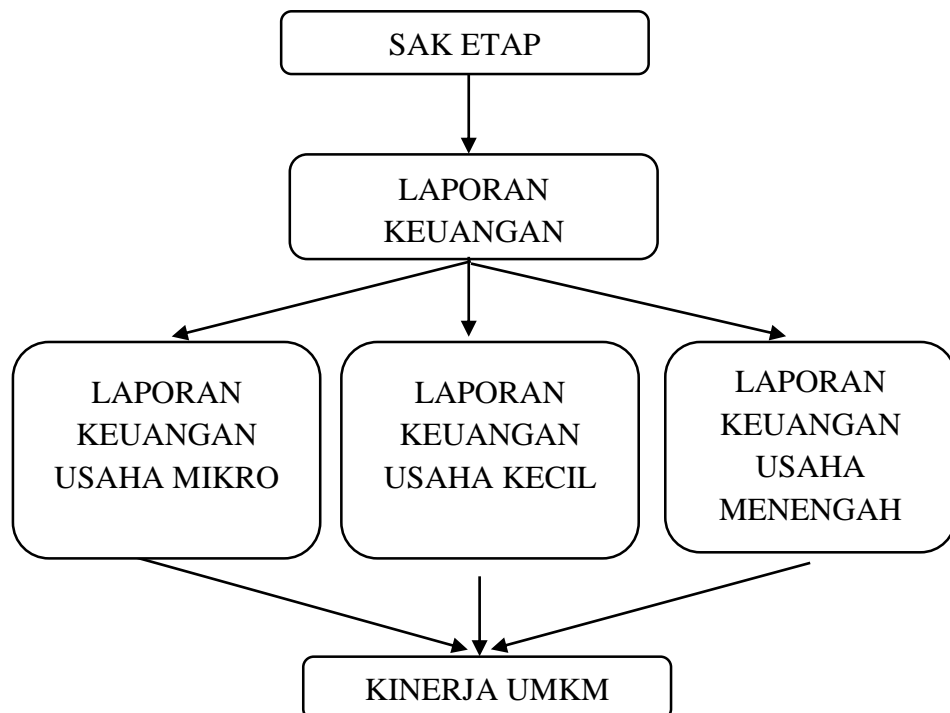 SAK ETAP
LAPORAN
KEUANGAN
LAPORAN
KEUANGAN
USAHA MIKRO
LAPORAN
KEUANGAN
USAHA KECIL
LAPORAN
KEUANGAN
USAHA
MENENGAH
KINERJA UMKM